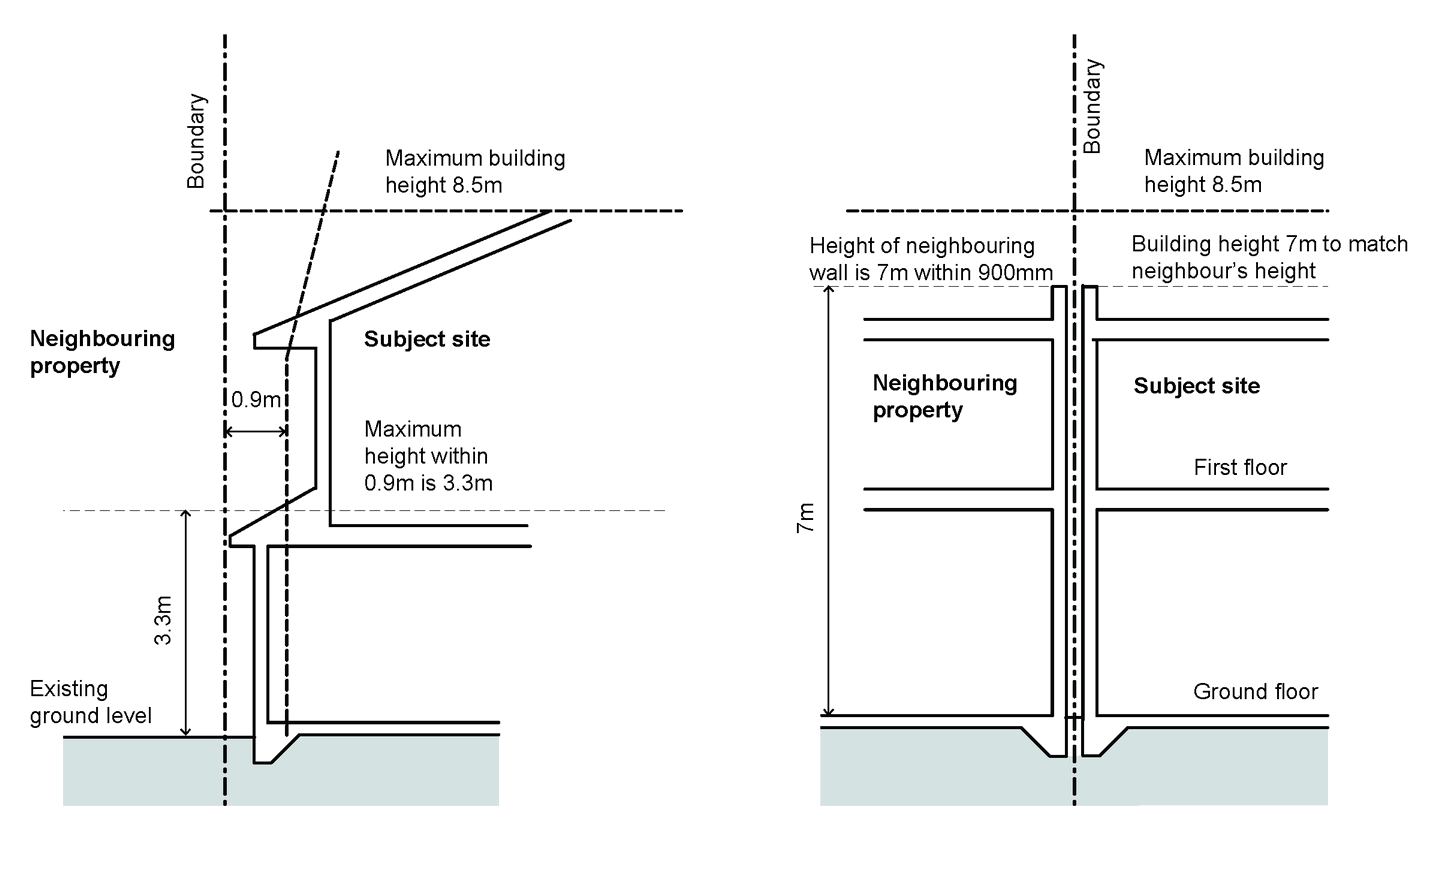 Boundary
Maximum building
height 8.5m
Neighbouring
property
Subject site
0.9m
Maximum
height within
0.9m is 3.3m
3.3m
Existing
ground level
Boundary
Maximum building
height 8.5m
Height of neighbouring
wall is 7m within 900mm
Building height 7m to match
neighbour's height
Neighbouring
property
Subject site
First floor
7m
Ground floor